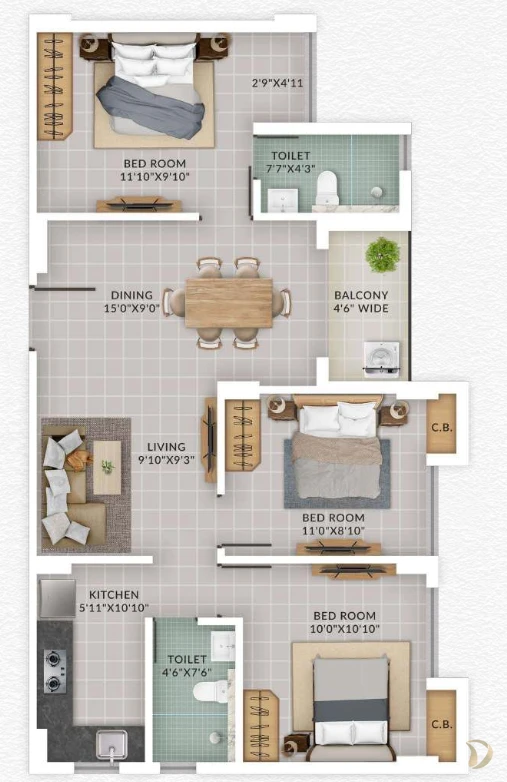 2'9"X4'11
BED ROOM
11'10"X9'10"
TOILET
7'7"X4'3"
DINING
15'0"X9'0"
BALCONY
4'6" WIDE
C.B.
LIVING
9'10"X9'3"
BED ROOM
11'0"X8'10"
KITCHEN
5'11"X10'10"
BED ROOM
10'0"X10'10"
TOILET
4'6"X7'6"
C.B.